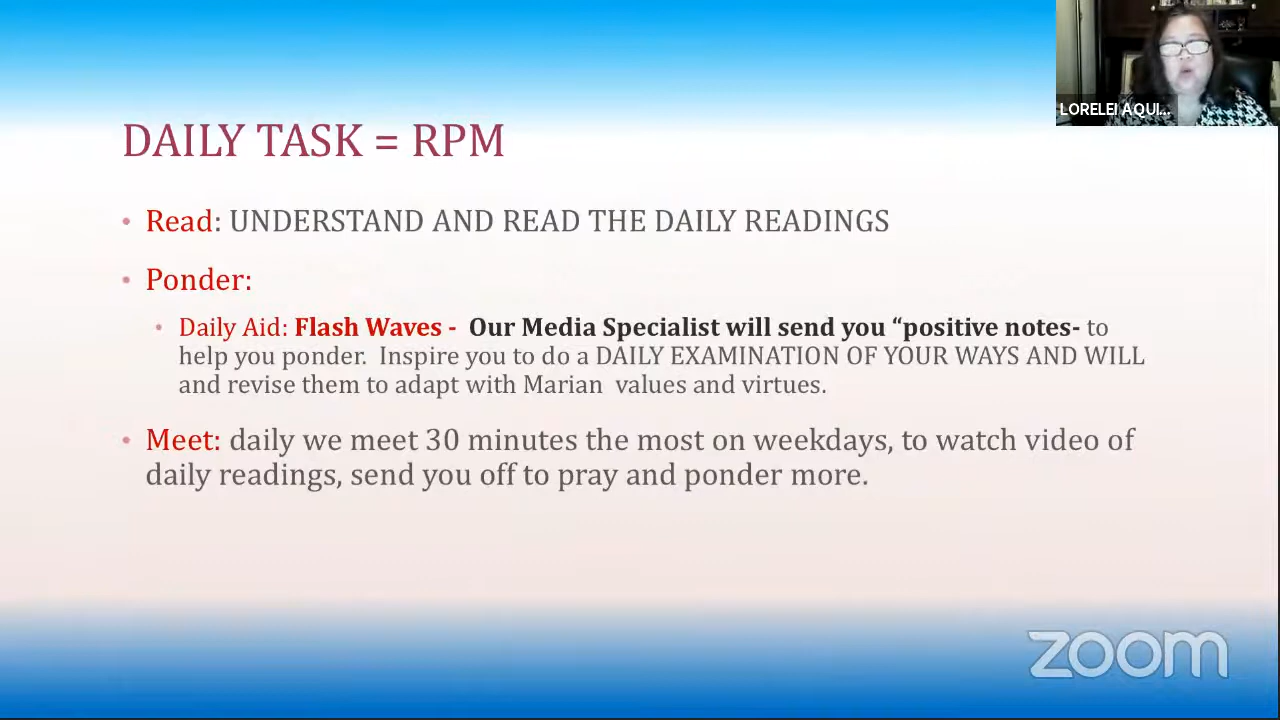 LORELEI AQUI...
DAILY TASK = RPM
• Read: UNDERSTAND AND READ THE DAILY READINGS
• Ponder:
• Daily Aid: Flash Waves - Our Media Specialist will send you “positive notes- to
help you ponder. Inspire you to do a DAILY EXAMINATION OF YOUR WAYS AND WILL
and revise them to adapt with Marian values and virtues.
• Meet: daily we meet 30 minutes the most on weekdays, to watch video of
daily readings, send you off to pray and ponder more.
zoom